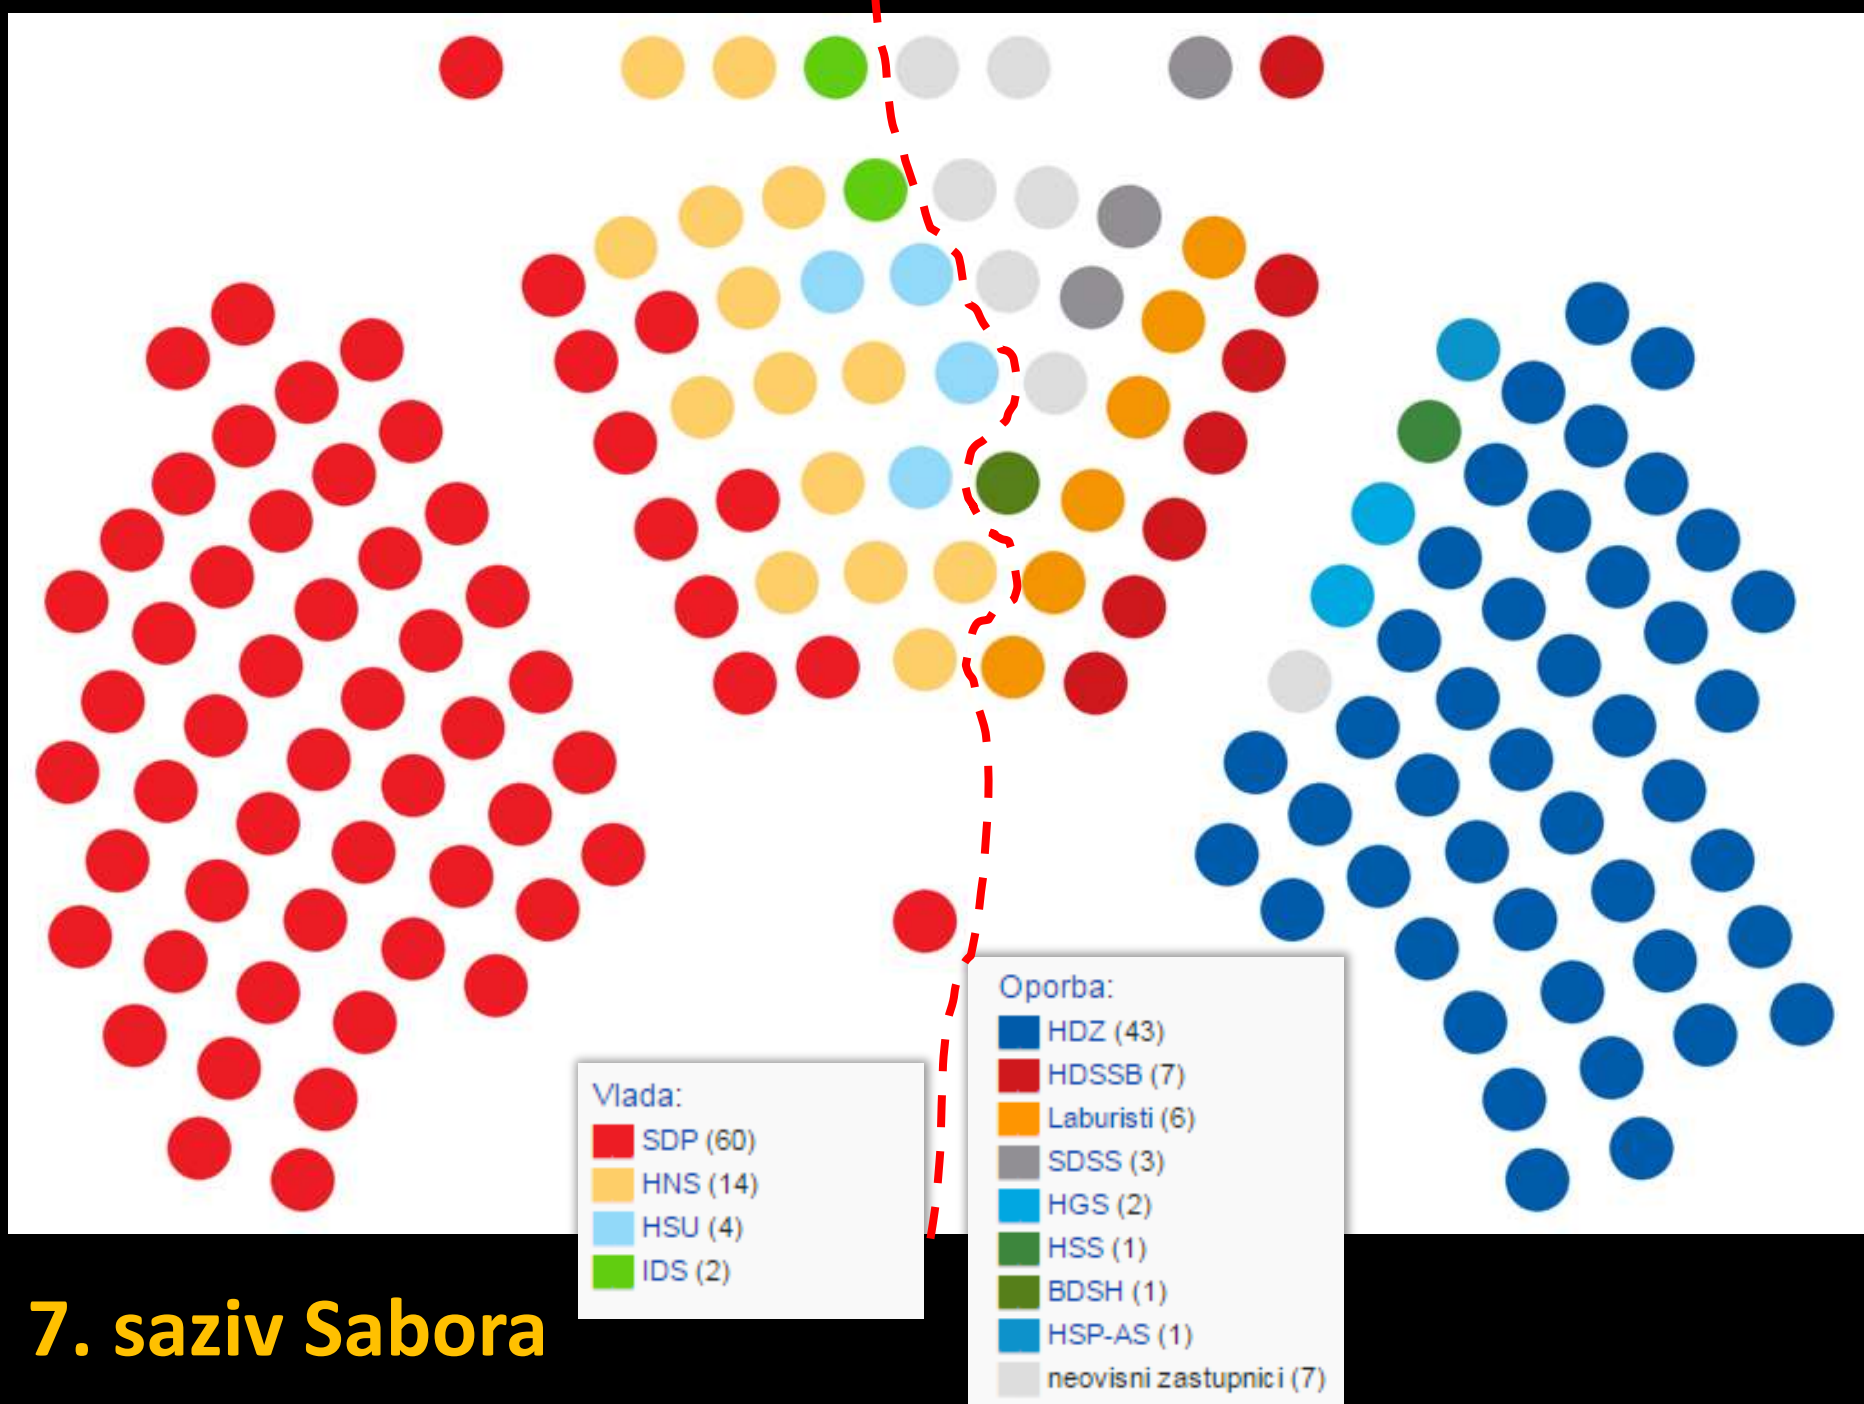 Oporba:
HDZ (43)
HDSSB (7)
Laburisti (6)
SDSS (3)
HGS (2)
HSS (1)
BDSH (1)
HSP-AS (1)
neovisni zastupnici (7)
Vlada:
SDP (60)
HNS (14)
HSU (4)
IDS (2)
7. saziv Sabora